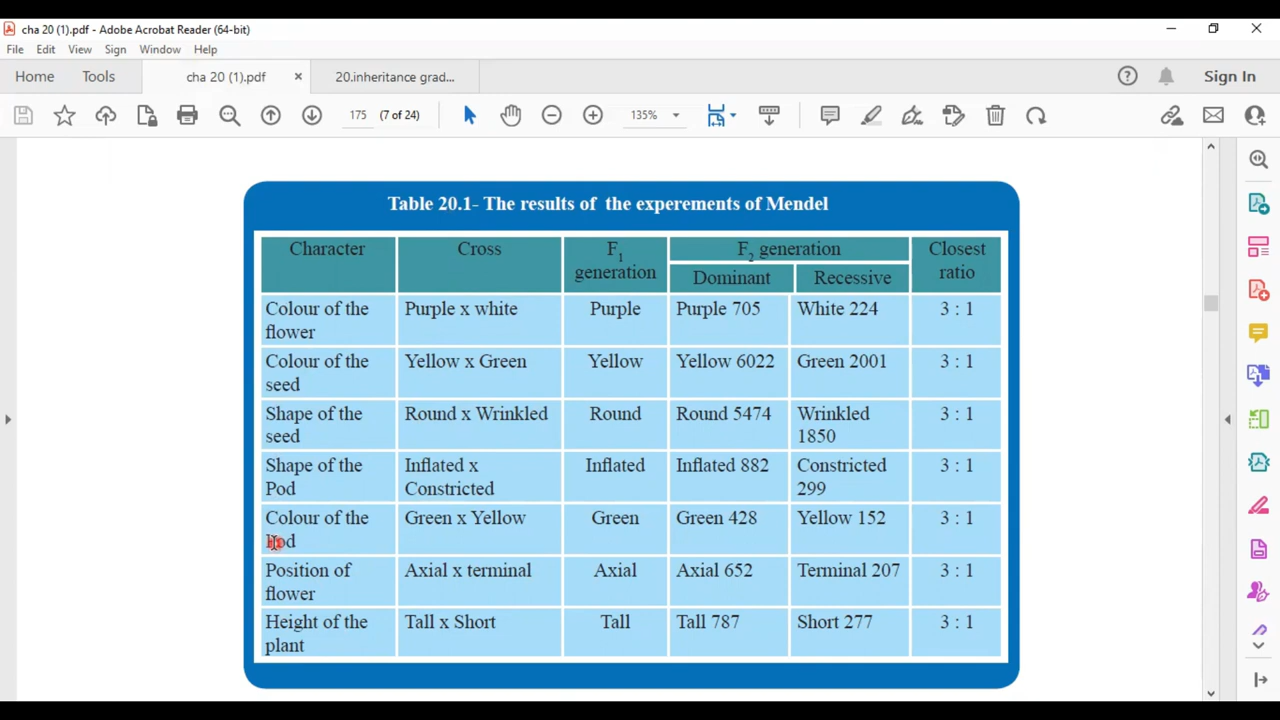 cha 20 (1).pdf - Adobe Acrobat Reader (64-bit)
File Edit View Sign Window Help
Home Tools cha 20 (1).pdf × 20.inheritance grad... Sign In
175 (7 of 24) 135%
Table 20.1- The results of the experements of Mendel
Character Cross F1 generation F2 generation Closest ratio
Dominant Recessive
Colour of the flower Purple x white Purple Purple 705 White 224 3 : 1
Colour of the seed Yellow x Green Yellow Yellow 6022 Green 2001 3 : 1
Shape of the seed Round x Wrinkled Round Round 5474 Wrinkled 1850 3 : 1
Shape of the Pod Inflated x Constricted Inflated Inflated 882 Constricted 299 3 : 1
Colour of the Pod Green x Yellow Green Green 428 Yellow 152 3 : 1
Position of flower Axial x terminal Axial Axial 652 Terminal 207 3 : 1
Height of the plant Tall x Short Tall Tall 787 Short 277 3 : 1